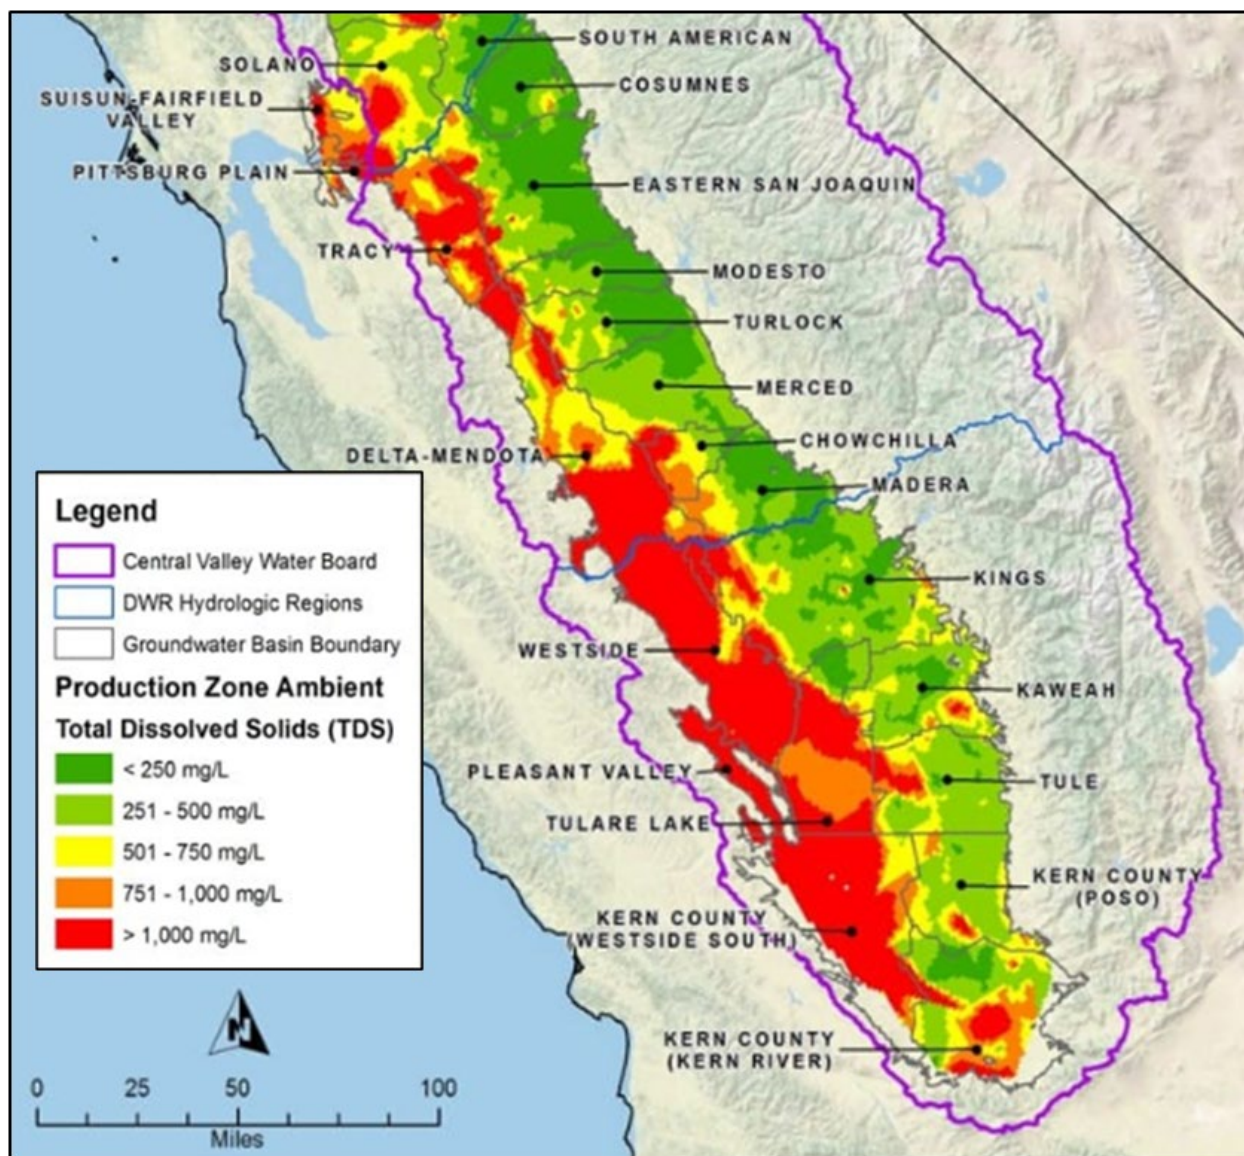 SOUTH AMERICAN
SOLANO
COSUMNES
SUISUN-FAIRFIELD
VALLEY
PITTSBURG PLAIN
EASTERN SAN JOAQUIN
TRACY
MODESTO
TURLOCK
MERCED
CHOWCHILLA
DELTA-MENDOTA
MADERA
Legend
Central Valley Water Board
DWR Hydrologic Regions
Groundwater Basin Boundary
Production Zone Ambient
Total Dissolved Solids (TDS)
< 250 mg/L
251 - 500 mg/L
501 - 750 mg/L
751 - 1,000 mg/L
> 1,000 mg/L
KINGS
WESTSIDE
KAWEAH
PLEASANT VALLEY
TULE
TULARE LAKE
KERN COUNTY
(POSO)
KERN COUNTY
(WESTSIDE SOUTH)
KERN COUNTY
(KERN RIVER)
N
0 50 100
Miles